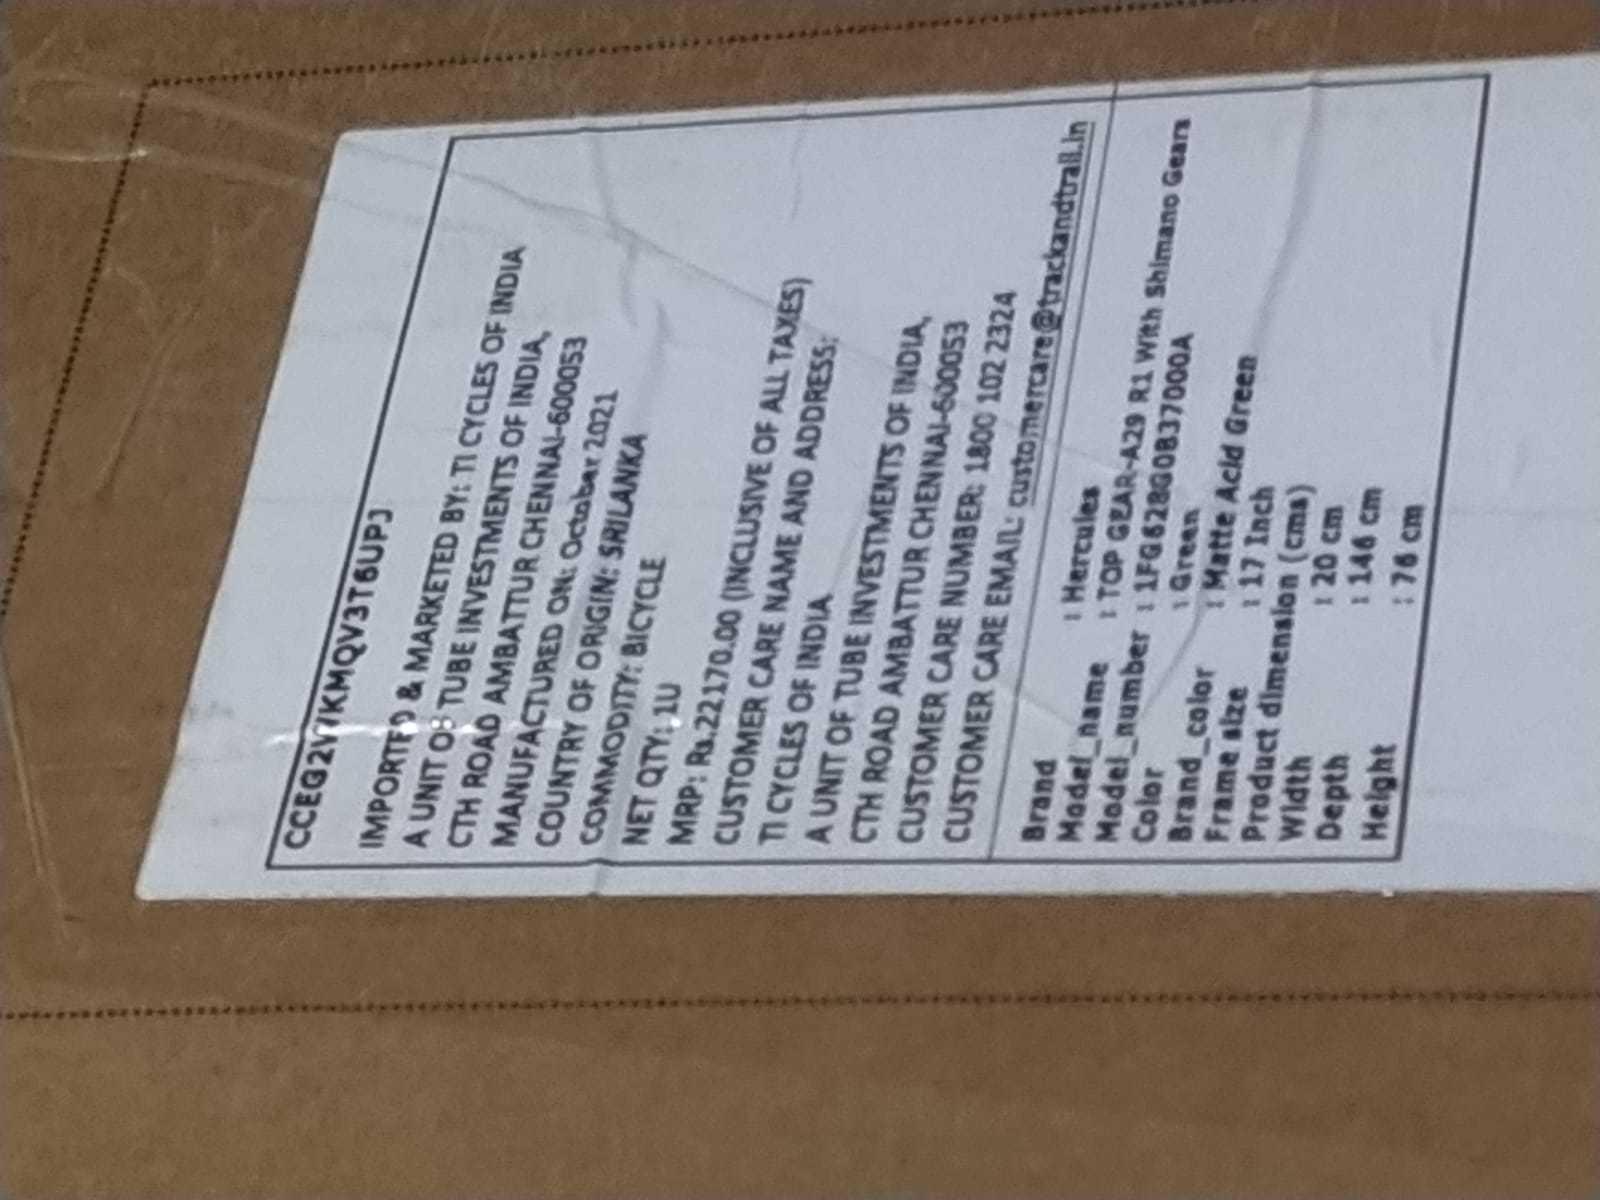 CCEG2V7KMQV3T6UPJ
IMPORTED & MARKETED BY: TI CYCLES OF INDIA
A UNIT OF TUBE INVESTMENTS OF INDIA,
CTH ROAD AMBATTUR CHENNAI-600053
MANUFACTURED ON: October 2021
COUNTRY OF ORIGIN: SRILANKA
COMMODITY: BICYCLE
NET QTY: 1U
MRP: Rs.22170.00 (INCLUSIVE OF ALL TAXES)
CUSTOMER CARE NAME AND ADDRESS:
TI CYCLES OF INDIA
A UNIT OF TUBE INVESTMENTS OF INDIA,
CTH ROAD AMBATTUR CHENNAI-600053
CUSTOMER CARE NUMBER: 1800 102 2324
CUSTOMER CARE EMAIL: customercare@trackandtrail.in
Brand : Hercules
Model_name : TOP GEAR-A29 R1 With Shimano Gears
Model_number : 1FG628G0837000A
Color : Green
Brand_color : Matte Acid Green
Frame size : 17 Inch
Product dimension (cms)
Width : 20 cm
Depth : 146 cm
Height : 76 cm